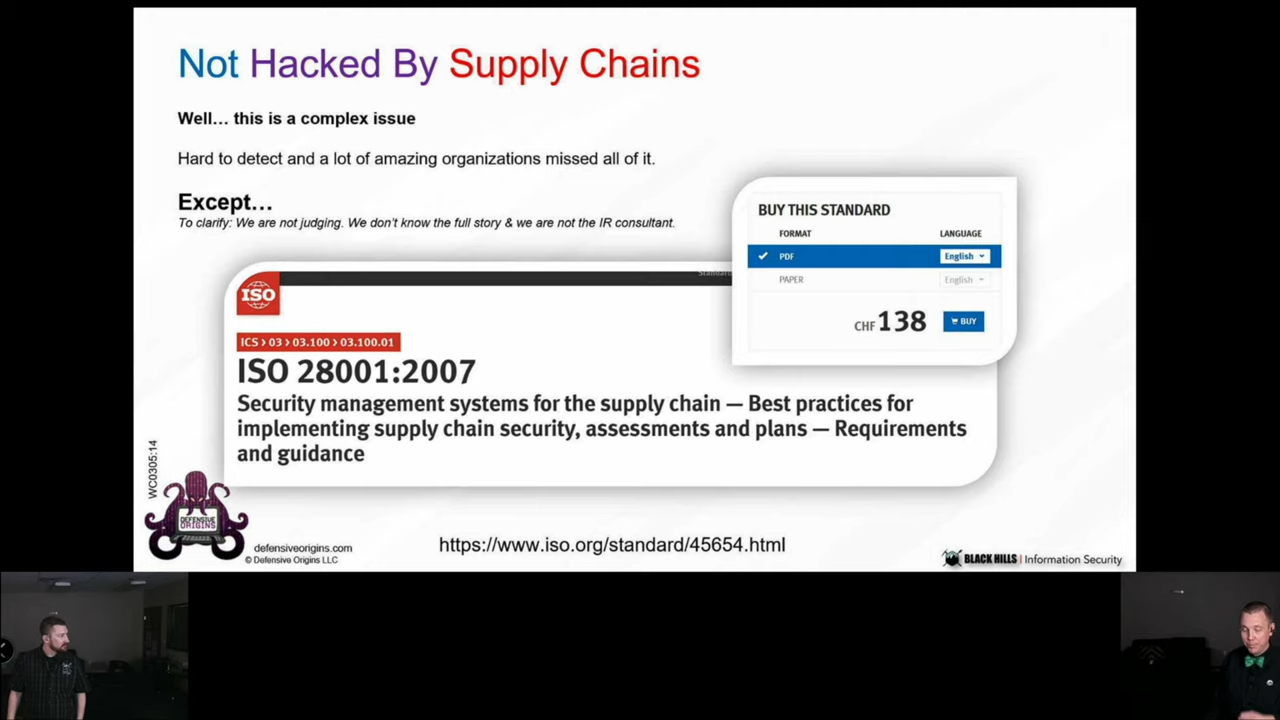 Not Hacked By Supply Chains
Well… this is a complex issue
Hard to detect and a lot of amazing organizations missed all of it.
Except…
To clarify: We are not judging. We don’t know the full story & we are not the IR consultant.
BUY THIS STANDARD
FORMAT LANGUAGE
PDF English
PAPER English
CHF 138 BUY
Standard
ISO
ICS > 03 > 03.100 > 03.100.01
ISO 28001:2007
Security management systems for the supply chain — Best practices for
implementing supply chain security, assessments and plans — Requirements
and guidance
WC0305:14
DEFENSIVE
ORIGINS
defensiveorigins.com
© Defensive Origins LLC
https://www.iso.org/standard/45654.html
BLACK HILLS | Information Security